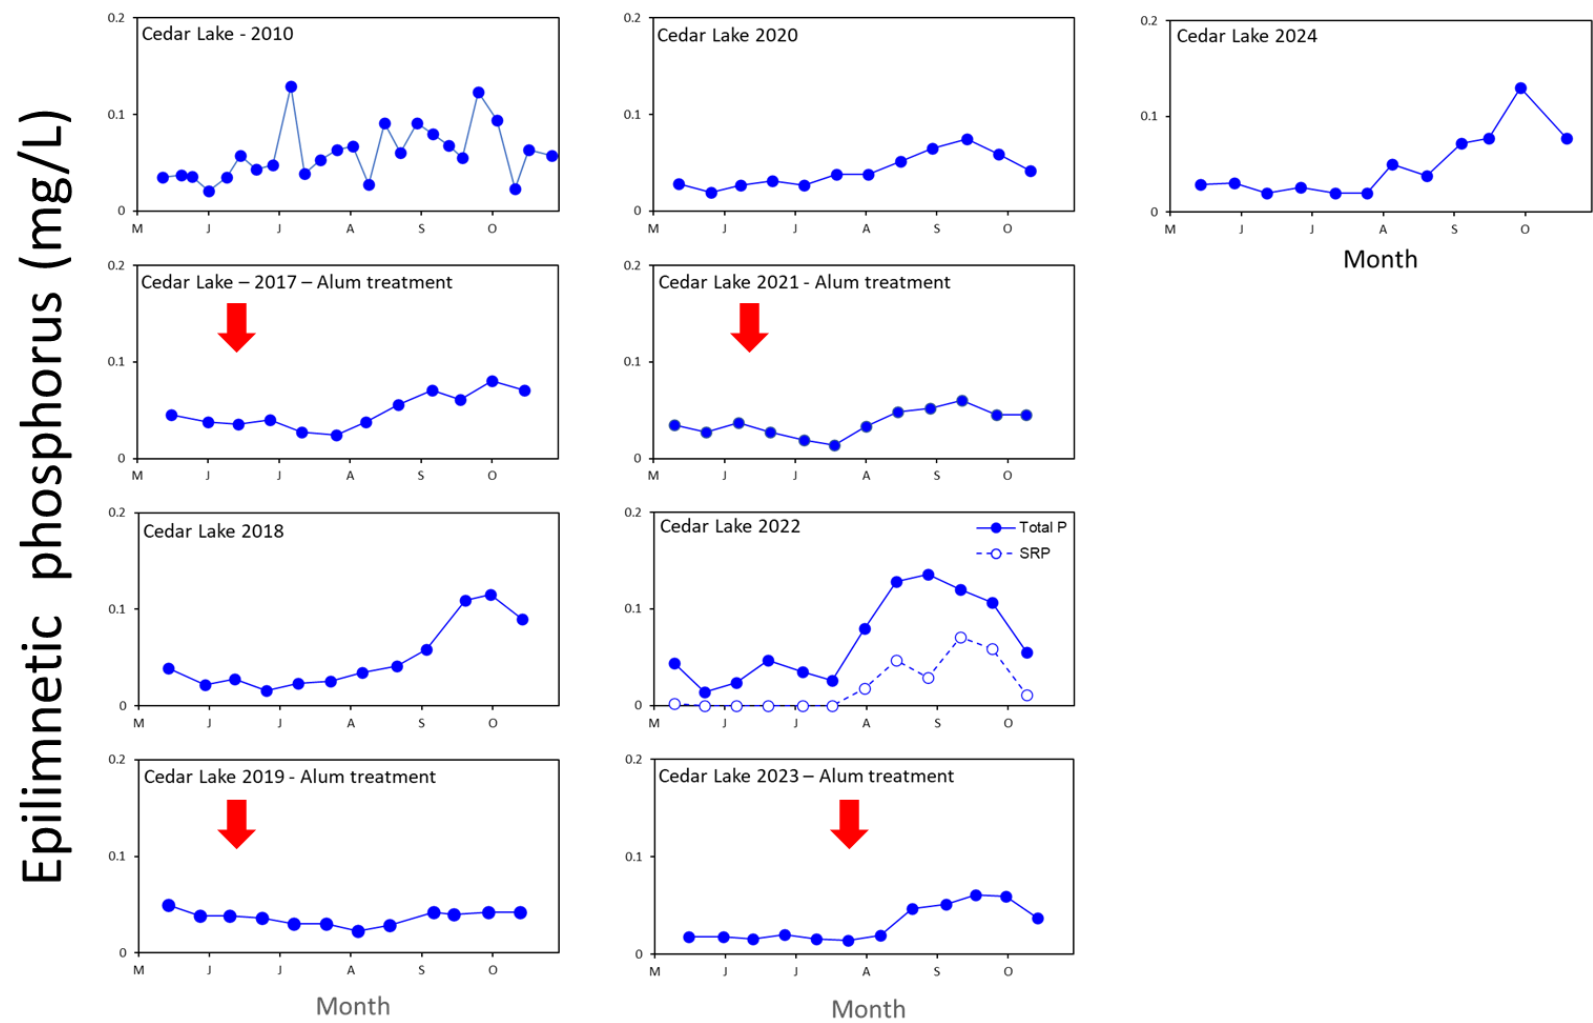 Epilimnetic phosphorus (mg/L)
Cedar Lake - 2010
0.2
0.1
0
M J J A S O
Cedar Lake – 2017 – Alum treatment
0.2
0.1
0
M J J A S O
Cedar Lake 2018
0.2
0.1
0
M J J A S O
Cedar Lake 2019 - Alum treatment
0.2
0.1
0
M J J A S O
Month
Cedar Lake 2020
0.2
0.1
0
M J J A S O
Cedar Lake 2021 - Alum treatment
0.2
0.1
0
M J J A S O
Cedar Lake 2022
Total P
SRP
0.2
0.1
0
M J J A S O
Cedar Lake 2023 – Alum treatment
0.2
0.1
0
M J J A S O
Month
Cedar Lake 2024
0.2
0.1
0
M J J A S O
Month